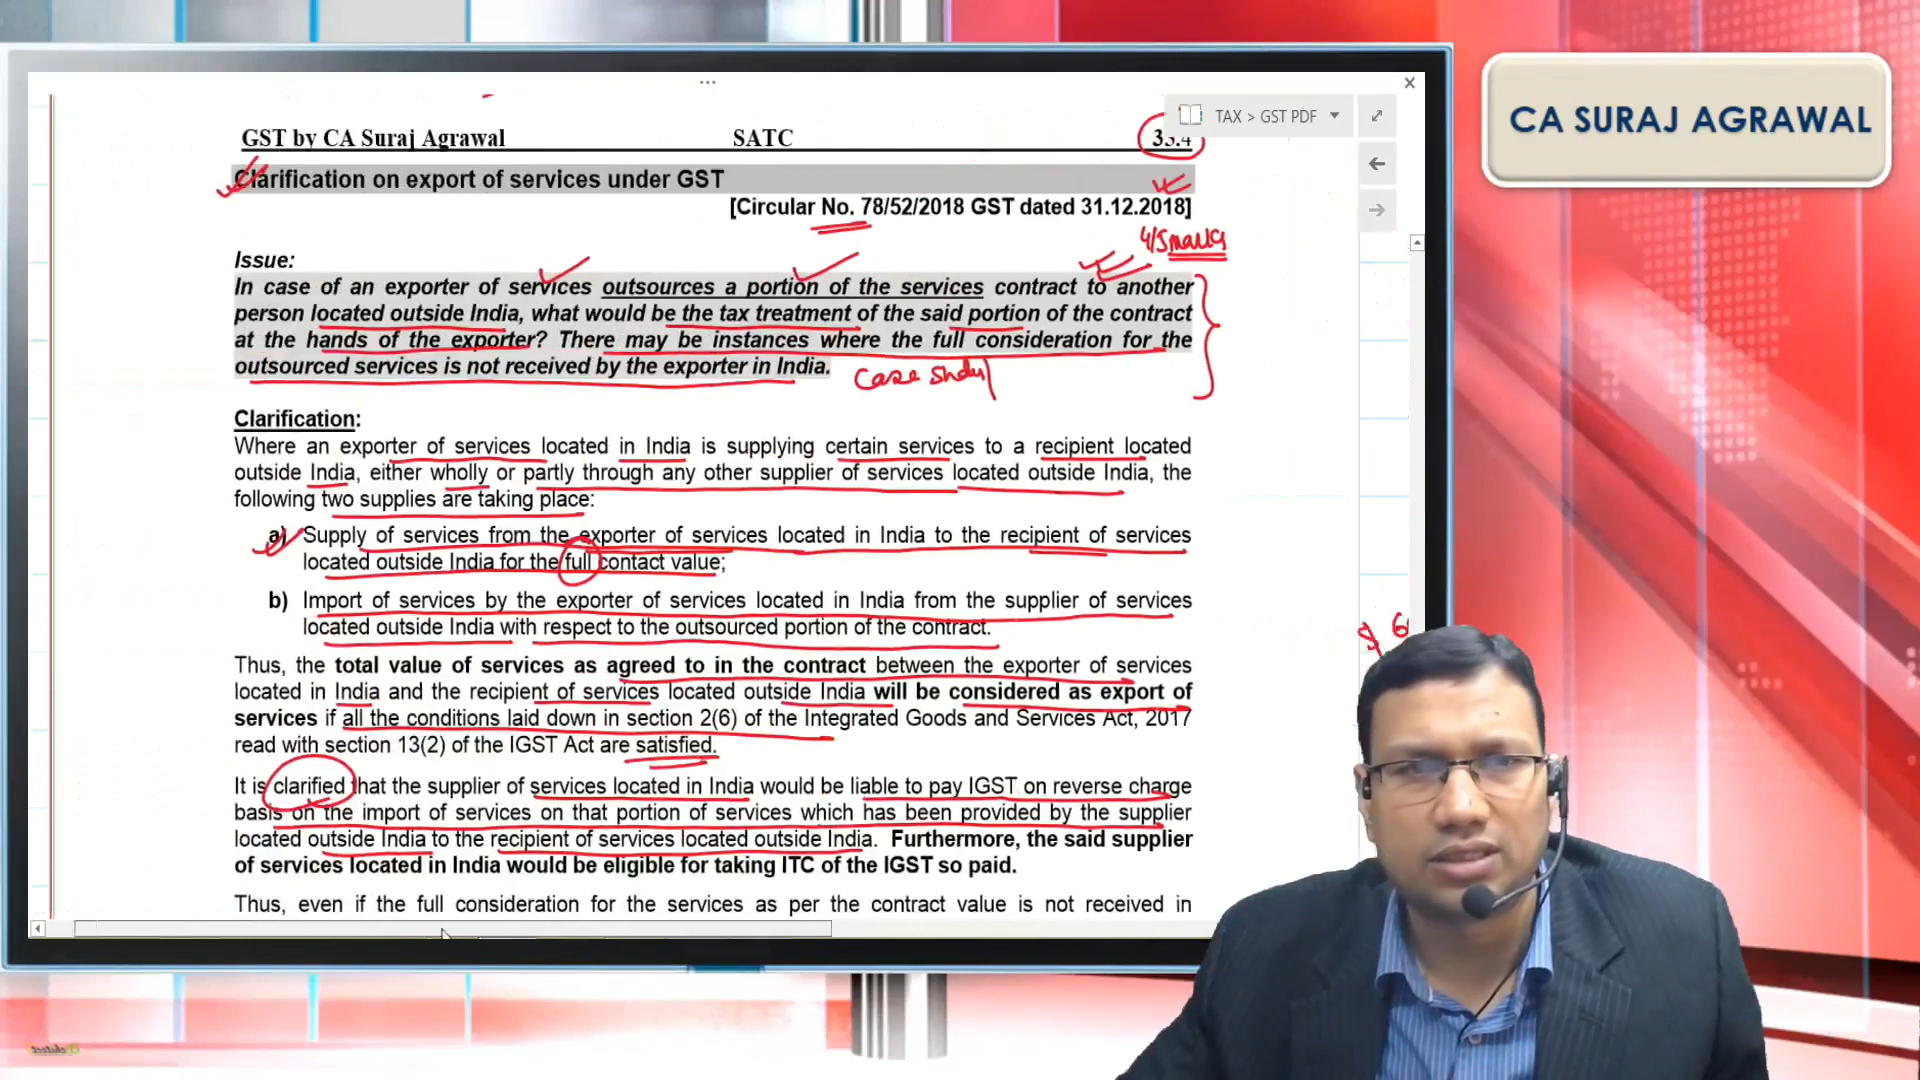 CA SURAJ AGRAWAL
TAX > GST PDF
GST by CA Suraj Agrawal SATC 33.4
Clarification on export of services under GST
[Circular No. 78/52/2018 GST dated 31.12.2018]
4/5 marks
Issue:
In case of an exporter of services outsources a portion of the services contract to another
person located outside India, what would be the tax treatment of the said portion of the contract
at the hands of the exporter? There may be instances where the full consideration for the
outsourced services is not received by the exporter in India.
Case study
Clarification:
Where an exporter of services located in India is supplying certain services to a recipient located
outside India, either wholly or partly through any other supplier of services located outside India, the
following two supplies are taking place:
a) Supply of services from the exporter of services located in India to the recipient of services
located outside India for the full contact value;
b) Import of services by the exporter of services located in India from the supplier of services
located outside India with respect to the outsourced portion of the contract.
Thus, the total value of services as agreed to in the contract between the exporter of services
located in India and the recipient of services located outside India will be considered as export of
services if all the conditions laid down in section 2(6) of the Integrated Goods and Services Act, 2017
read with section 13(2) of the IGST Act are satisfied.
It is clarified that the supplier of services located in India would be liable to pay IGST on reverse charge
basis on the import of services on that portion of services which has been provided by the supplier
located outside India to the recipient of services located outside India. Furthermore, the said supplier
of services located in India would be eligible for taking ITC of the IGST so paid.
Thus, even if the full consideration for the services as per the contract value is not received in